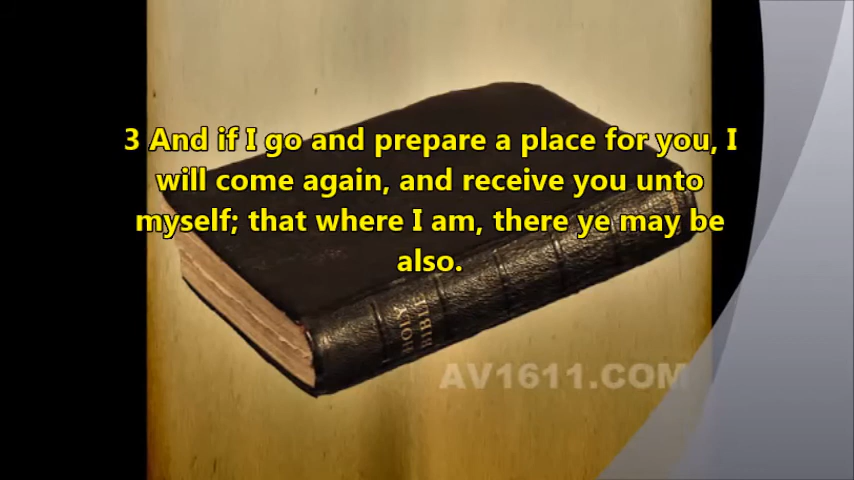 3 And if I go and prepare a place for you, I
will come again, and receive you unto
myself; that where I am, there ye may be
also.
HOLY
BIBLE
AV1611.COM